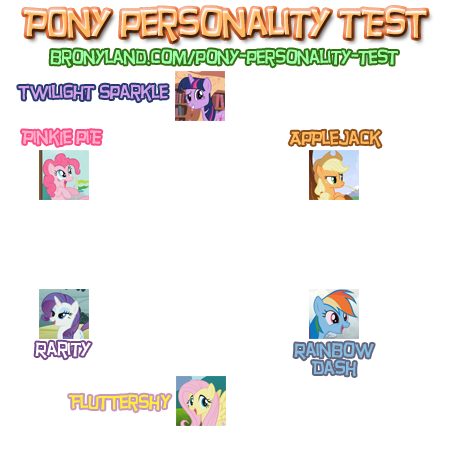 PONY PERSONALITY TEST
BRONYLAND.COM/PONY-PERSONALITY-TEST
TWILIGHT SPARKLE
PINKIE PIE
APPLEJACK
RARITY
RAINBOW
DASH
FLUTTERSHY